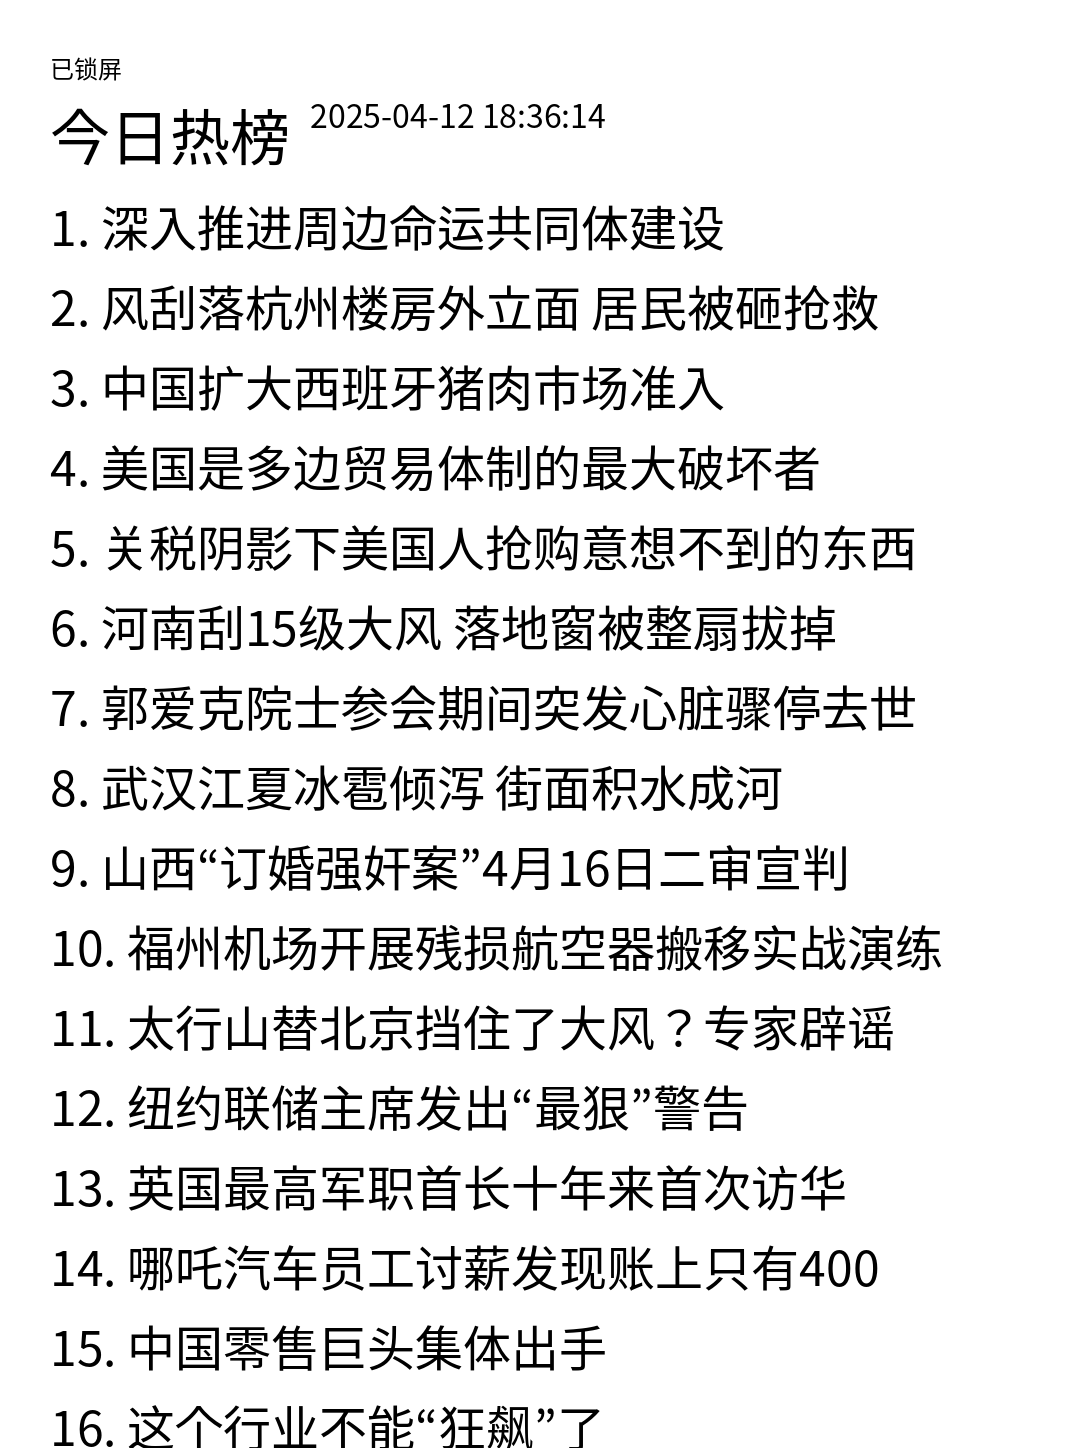 已锁屏
今日热榜 2025-04-12 18:36:14
1. 深入推进周边命运共同体建设
2. 风刮落杭州楼房外立面 居民被砸抢救
3. 中国扩大西班牙猪肉市场准入
4. 美国是多边贸易体制的最大破坏者
5. 关税阴影下美国人抢购意想不到的东西
6. 河南刮15级大风 落地窗被整扇拔掉
7. 郭爱克院士参会期间突发心脏骤停去世
8. 武汉江夏冰雹倾泻 街面积水成河
9. 山西“订婚强奸案”4月16日二审宣判
10. 福州机场开展残损航空器搬移实战演练
11. 太行山替北京挡住了大风？专家辟谣
12. 纽约联储主席发出“最狠”警告
13. 英国最高军职首长十年来首次访华
14. 哪吒汽车员工讨薪发现账上只有400
15. 中国零售巨头集体出手
16. 这个行业不能“狂飙”了